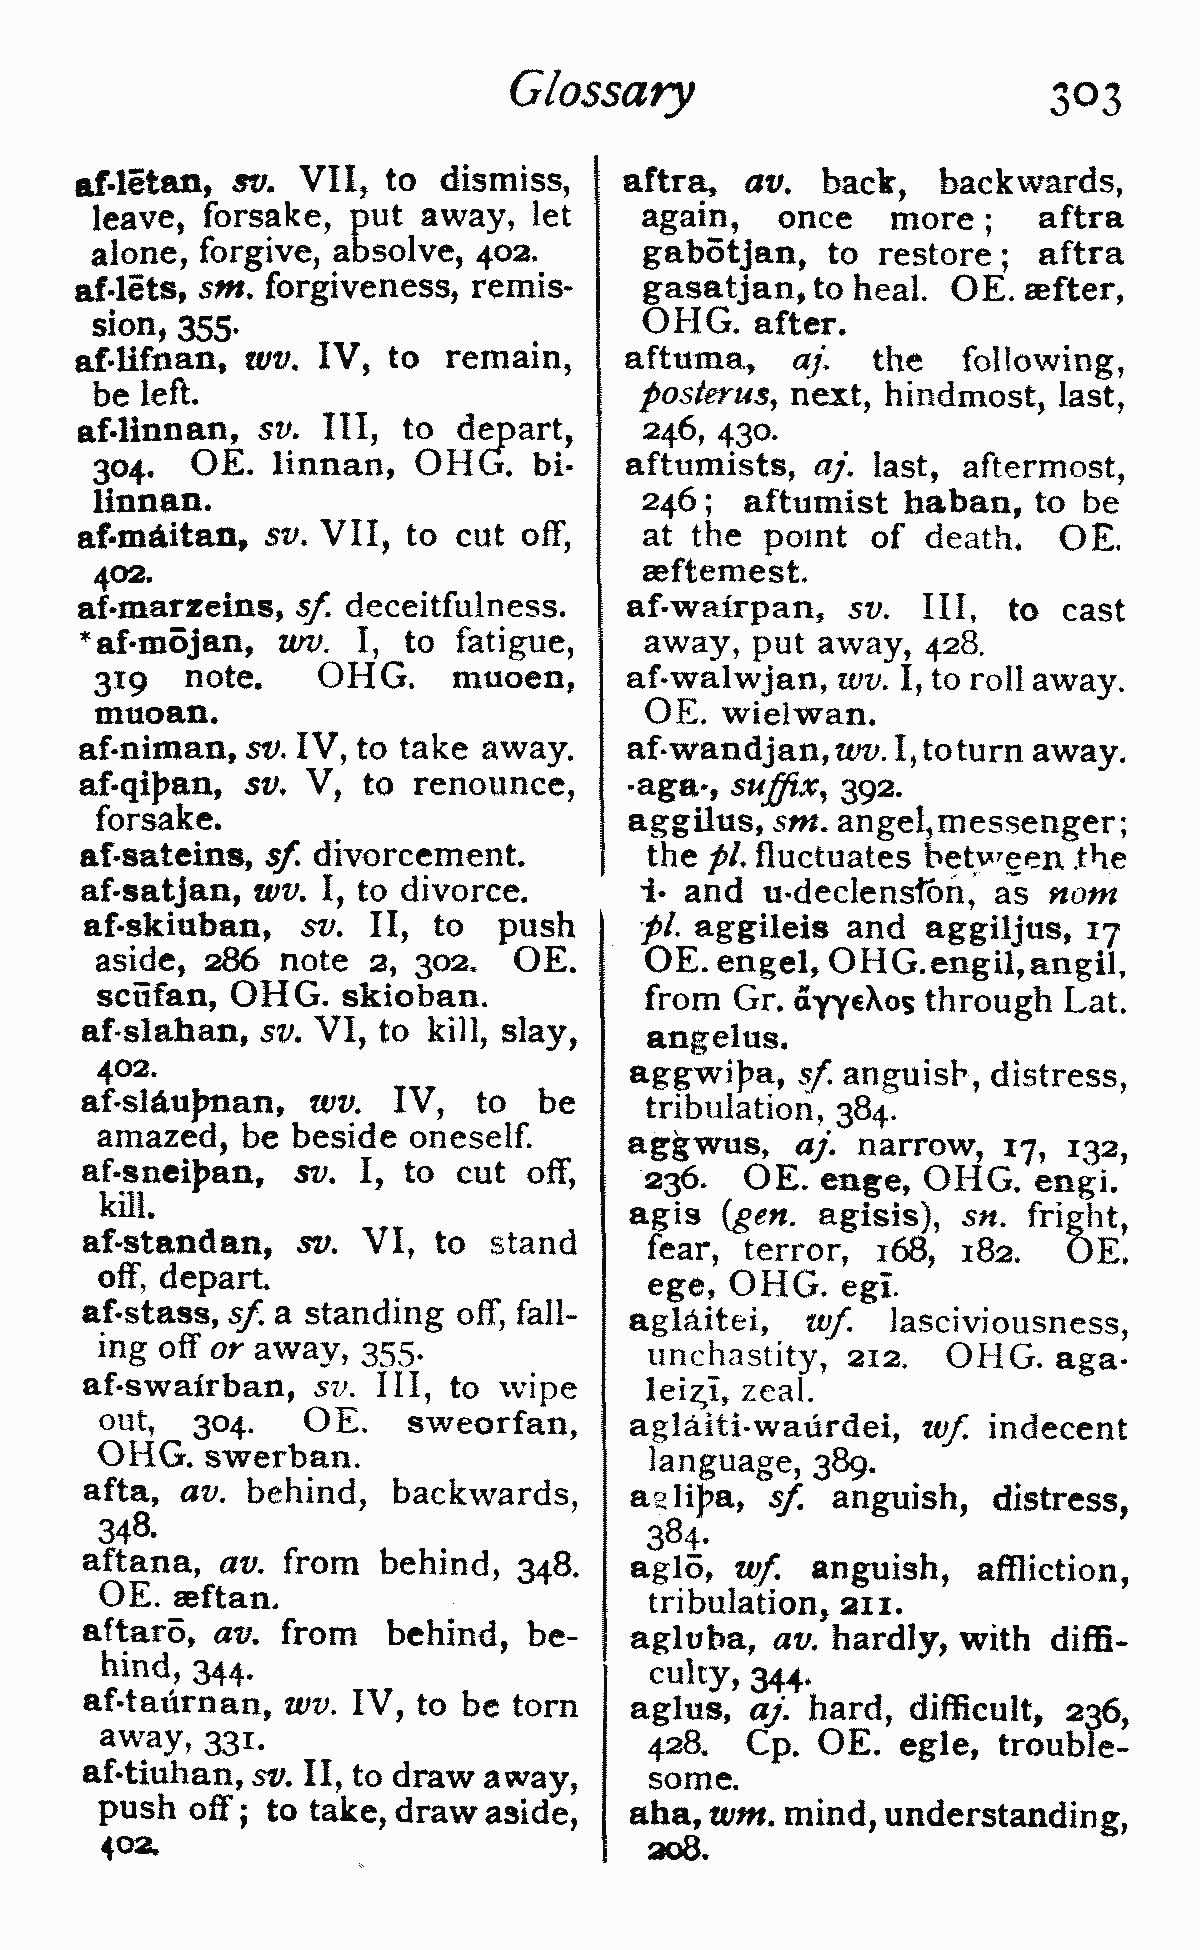 Glossary 303
af·lētan, sv. VII, to dismiss,
leave, forsake, put away, let
alone, forgive, absolve, 402.
af·lēts, sm. forgiveness, remis-
sion, 355.
af·lifnan, wv. IV, to remain,
be left.
af·linnan, sv. III, to depart,
304. OE. linnan, OHG. bi-
linnan.
af·máitan, sv. VII, to cut off,
402.
af·marzeins, sf. deceitfulness.
*af·mōjan, wv. I, to fatigue,
319 note. OHG. muoen,
muoan.
af·niman, sv. IV, to take away.
af·qiþan, sv. V, to renounce,
forsake.
af·sateins, sf. divorcement.
af·satjan, wv. I, to divorce.
af·skiuban, sv. II, to push
aside, 286 note 2, 302. OE.
scūfan, OHG. skioban.
af·slahan, sv. VI, to kill, slay,
402.
af·sláuþnan, wv. IV, to be
amazed, be beside oneself.
af·sneiþan, sv. I, to cut off,
kill.
af·standan, sv. VI, to stand
off, depart.
af·stass, sf. a standing off, fall-
ing off or away, 355.
af·swaírban, sv. III, to wipe
out, 304. OE. sweorfan,
OHG. swerban.
afta, av. behind, backwards,
348.
aftana, av. from behind, 348.
OE. æftan.
aftarō, av. from behind, be-
hind, 344.
af·taúrnan, wv. IV, to be torn
away, 331.
af·tiuhan, sv. II, to draw away,
push off; to take, draw aside,
402.
aftra, av. back, backwards,
again, once more; aftra
gabōtjan, to restore; aftra
gasatjan, to heal. OE. æfter,
OHG. after.
aftuma, aj. the following,
posterus, next, hindmost, last,
246, 430.
aftumists, aj. last, aftermost,
246; aftumist haban, to be
at the point of death. OE.
æftemest.
af·waírpan, sv. III, to cast
away, put away, 428.
af·walwjan, wv. I, to roll away.
OE. wielwan.
af·wandjan, wv. I, to turn away.
·aga·, suffix, 392.
aggilus, sm. angel, messenger;
the pl. fluctuates between the
i- and u-declension, as nom
pl. aggileis and aggiljus, 17
OE. engel, OHG. engil, angil,
from Gr. ἄγγελος through Lat.
angelus.
aggwiþa, sf. anguish, distress,
tribulation, 384.
aggwus, aj. narrow, 17, 132,
236. OE. enge, OHG. engi.
agis (gen. agisis), sn. fright,
fear, terror, 168, 182. OE.
ege, OHG. egī.
agláitei, wf. lasciviousness,
unchastity, 212. OHG. aga-
leiȥī, zeal.
agláiti-waúrdei, wf. indecent
language, 389.
agliþa, sf. anguish, distress,
384.
aglō, wf. anguish, affliction,
tribulation, 211.
agluba, av. hardly, with diffi-
culty, 344.
aglus, aj. hard, difficult, 236,
428. Cp. OE. egle, trouble-
some.
aha, wm. mind, understanding,
208.